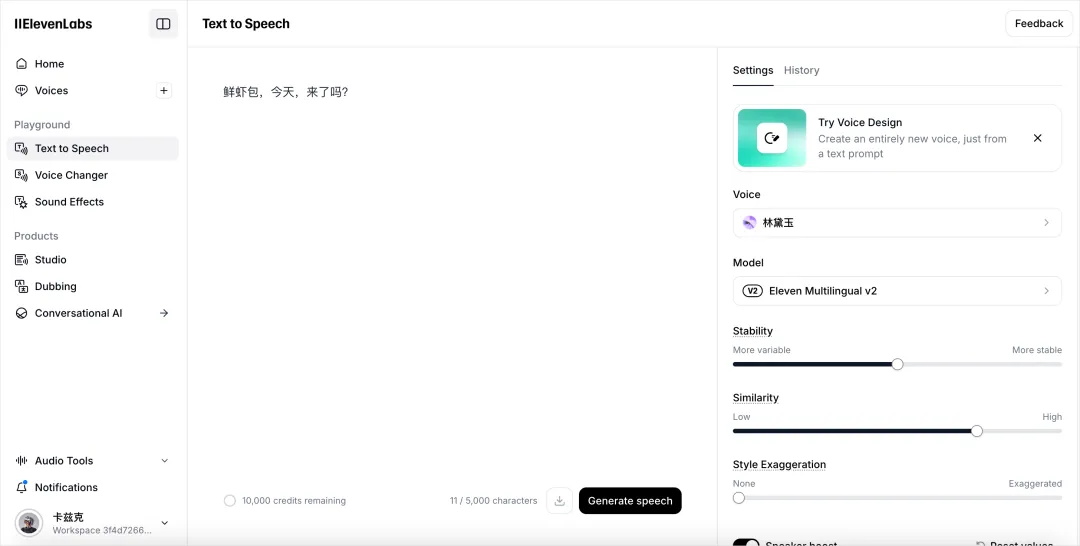 IIElevenLabs
Text to Speech
Feedback
Home
Voices
+
Playground
Text to Speech
Voice Changer
Sound Effects
Products
Studio
Dubbing
Conversational AI
Audio Tools
Notifications
卡兹克
Workspace 3f4d7266...
鲜虾包，今天，来了吗?
10,000 credits remaining
11 / 5,000 characters
Generate speech
Settings
History
Try Voice Design
Create an entirely new voice, just from
a text prompt
Voice
林黛玉
Model
V2 Eleven Multilingual v2
Stability
More variable
More stable
Similarity
Low
High
Style Exaggeration
None
Exaggerated
Speaker boost
Reset values